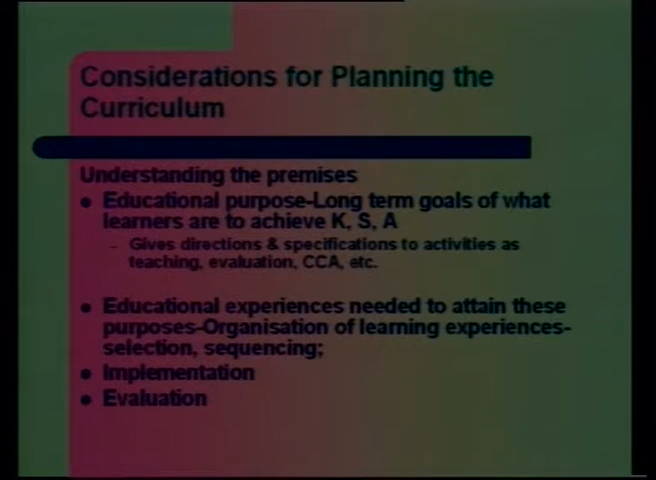 Considerations for Planning the
Curriculum
Understanding the premises
• Educational purpose-Long term goals of what
learners are to achieve K, S, A
– Gives directions & specifications to activities as
teaching, evaluation, CCA, etc.
• Educational experiences needed to attain these
purposes-Organisation of learning experiences-
selection, sequencing;
• Implementation
• Evaluation